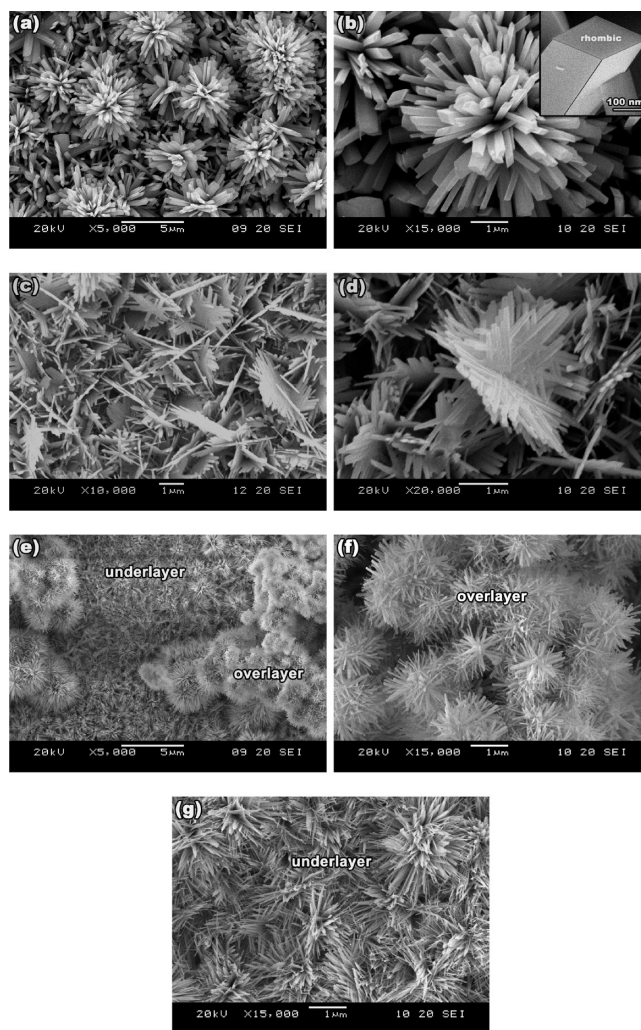 (a)
20kV X5,000 5µm 09 20 SEI
(b)
rhombic
100 nm
20kV X15,000 1µm 10 20 SEI
(c)
20kV X10,000 1µm 12 20 SEI
(d)
20kV X20,000 1µm 10 20 SEI
(e)
underlayer
overlayer
20kV X5,000 5µm 09 20 SEI
(f)
overlayer
20kV X15,000 1µm 10 20 SEI
(g)
underlayer
20kV X15,000 1µm 10 20 SEI